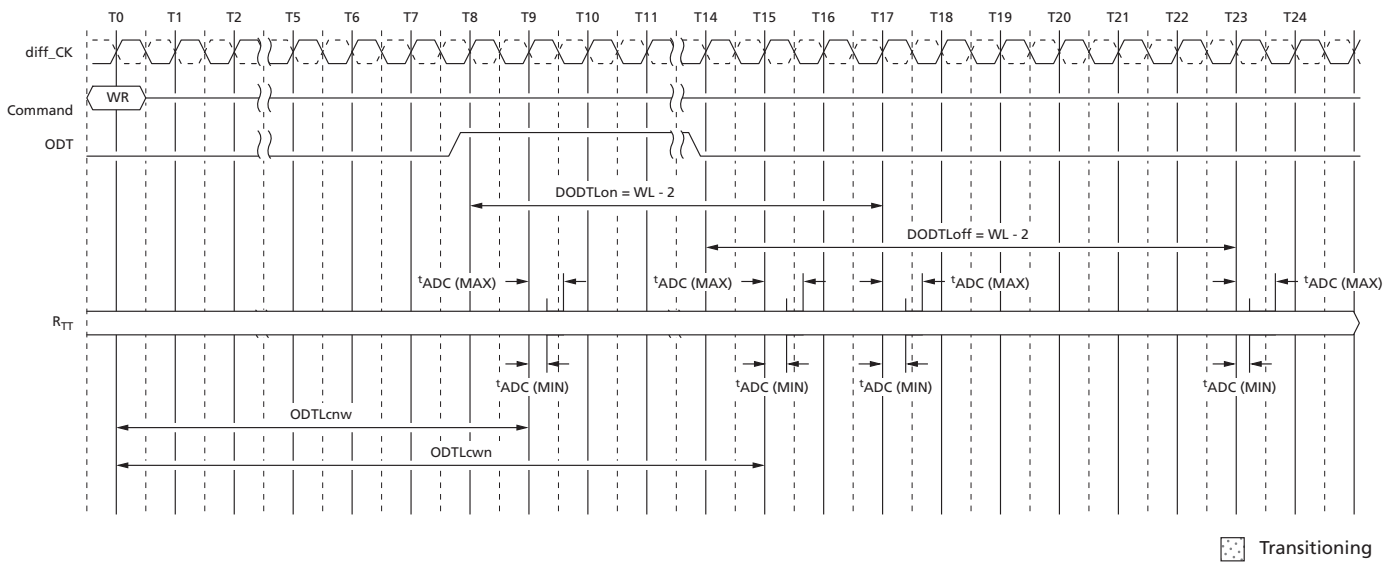 T0 T1 T2 T5 T6 T7 T8 T9 T10 T11 T14 T15 T16 T17 T18 T19 T20 T21 T22 T23 T24
diff_CK
WR
Command
ODT
DODTLon = WL - 2
DODTLoff = WL - 2
tADC (MAX) tADC (MAX) tADC (MAX) tADC (MAX)
RTT
tADC (MIN) tADC (MIN) tADC (MIN) tADC (MIN)
ODTLcnw
ODTLcwn
Transitioning